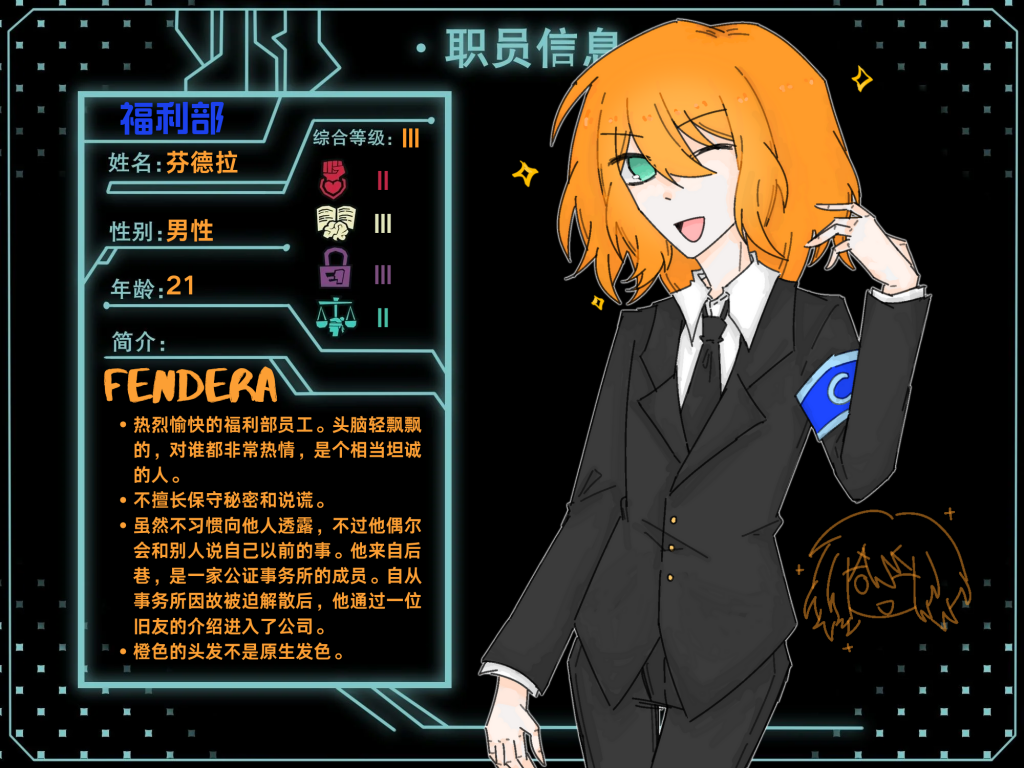 · 职员信息
福利部
综合等级: III
姓名:芬德拉
II
III
性别:男性
III
年龄:21
II
简介:
FENDERA
• 热烈愉快的福利部员工。头脑轻飘飘
的，对谁都非常热情，是个相当坦诚
的人。
• 不擅长保守秘密和说谎。
• 虽然不习惯向他人透露，不过他偶尔
会和别人说自己以前的事。他来自后
巷，是一家公证事务所的成员。自从
事务所因故被迫解散后，他通过一位
旧友的介绍进入了公司。
• 橙色的头发不是原生发色。